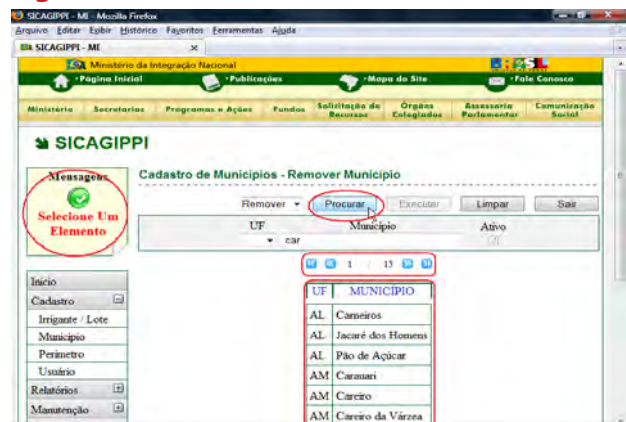 SICAGIPPI - MI - Mozilla Firefox
Arquivo Editar Exibir Histórico Favoritos Ferramentas Ajuda
SICAGIPPI - MI
Ministério da Integração Nacional
Página Inicial Publicações Mapa do Site Fale Conosco
Ministério Secretarias Programas e Ações Fundos Solicitação de Recursos Órgãos Colegiados Assessoria Parlamentar Comunicação Social
SICAGIPPI
Mensagens
Selecione Um
Elemento
Cadastro de Municípios - Remover Município
Remover Procurar Executar Limpar Sair
UF Município Ativo
car
1 / 15
UF MUNICÍPIO
AL Carneiros
AL Jacaré dos Homens
AL Pão de Açúcar
AM Carauari
AM Careiro
AM Careiro da Várzea
Início
Cadastro
Irrigante / Lote
Município
Perímetro
Usuário
Relatórios
Manutenção